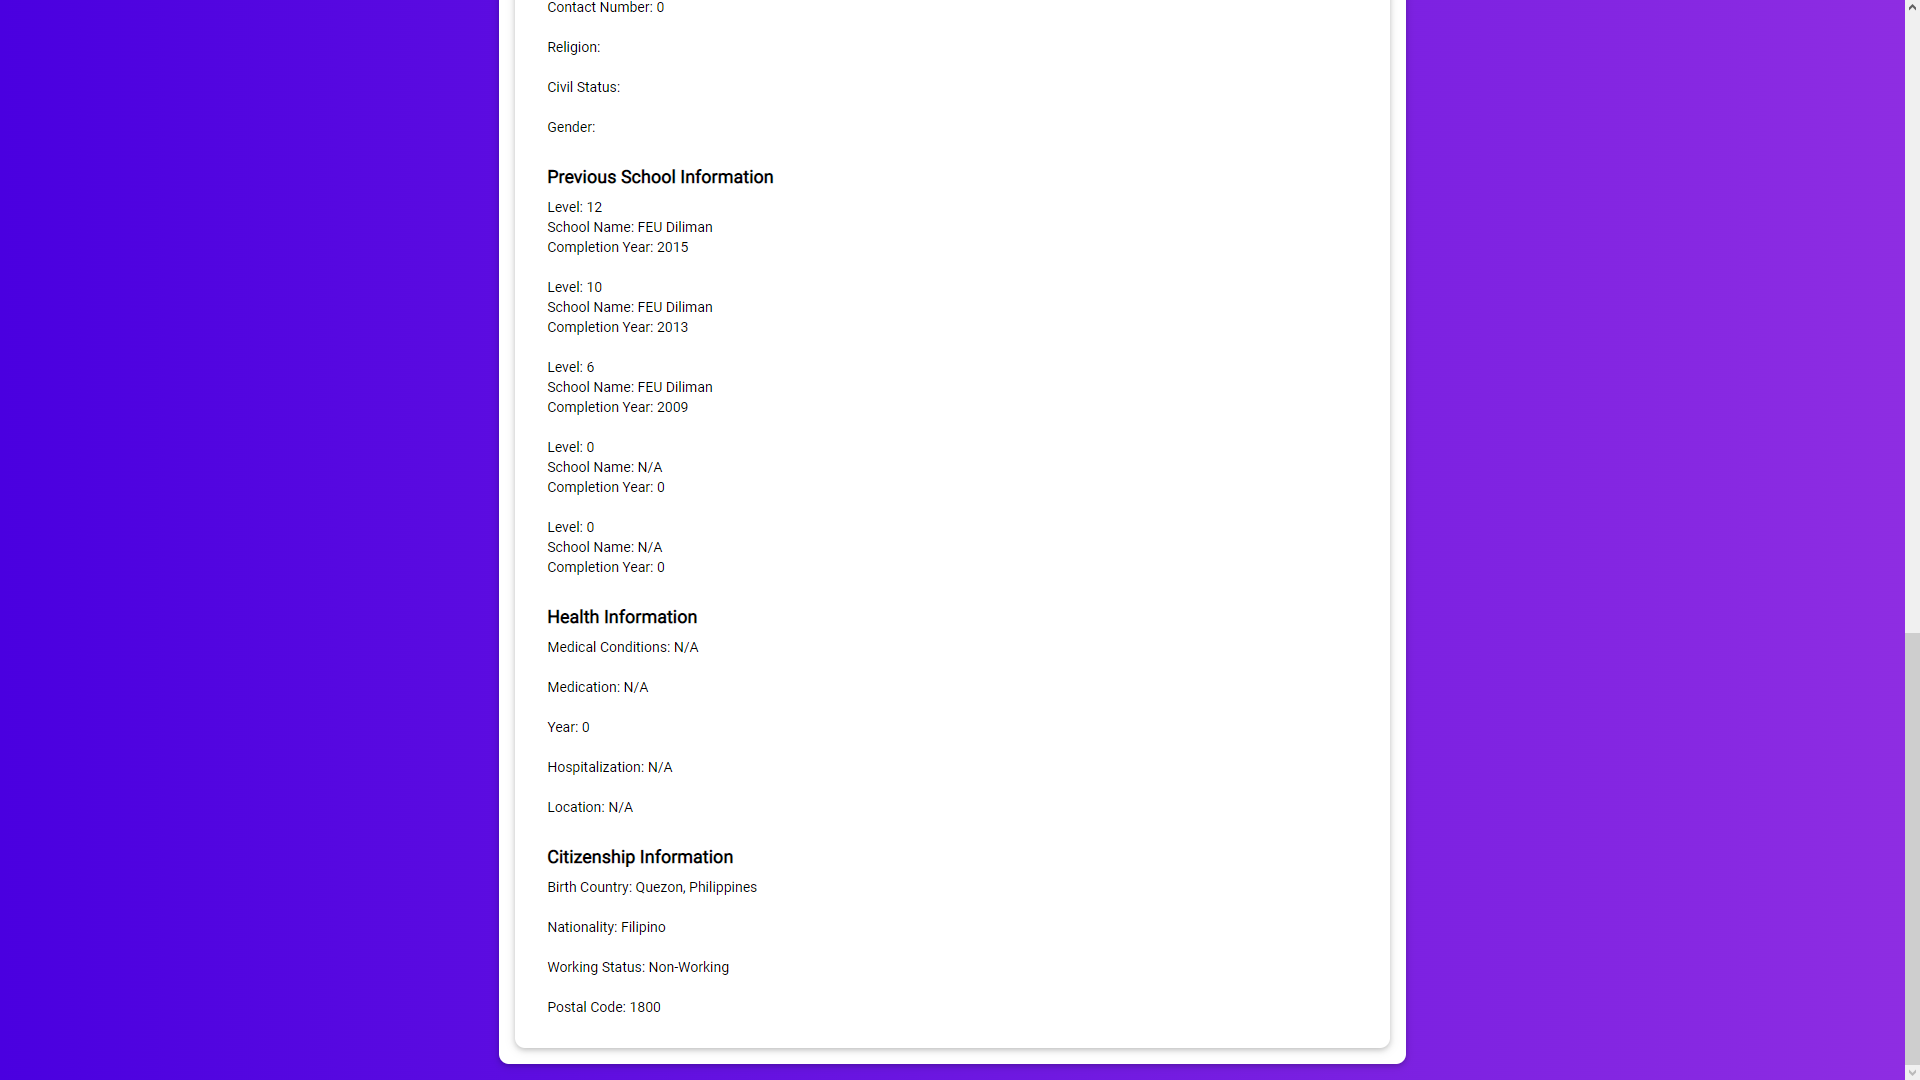 Contact Number: 0
Religion:
Civil Status:
Gender:
Previous School Information
Level: 12
School Name: FEU Diliman
Completion Year: 2015
Level: 10
School Name: FEU Diliman
Completion Year: 2013
Level: 6
School Name: FEU Diliman
Completion Year: 2009
Level: 0
School Name: N/A
Completion Year: 0
Level: 0
School Name: N/A
Completion Year: 0
Health Information
Medical Conditions: N/A
Medication: N/A
Year: 0
Hospitalization: N/A
Location: N/A
Citizenship Information
Birth Country: Quezon, Philippines
Nationality: Filipino
Working Status: Non-Working
Postal Code: 1800